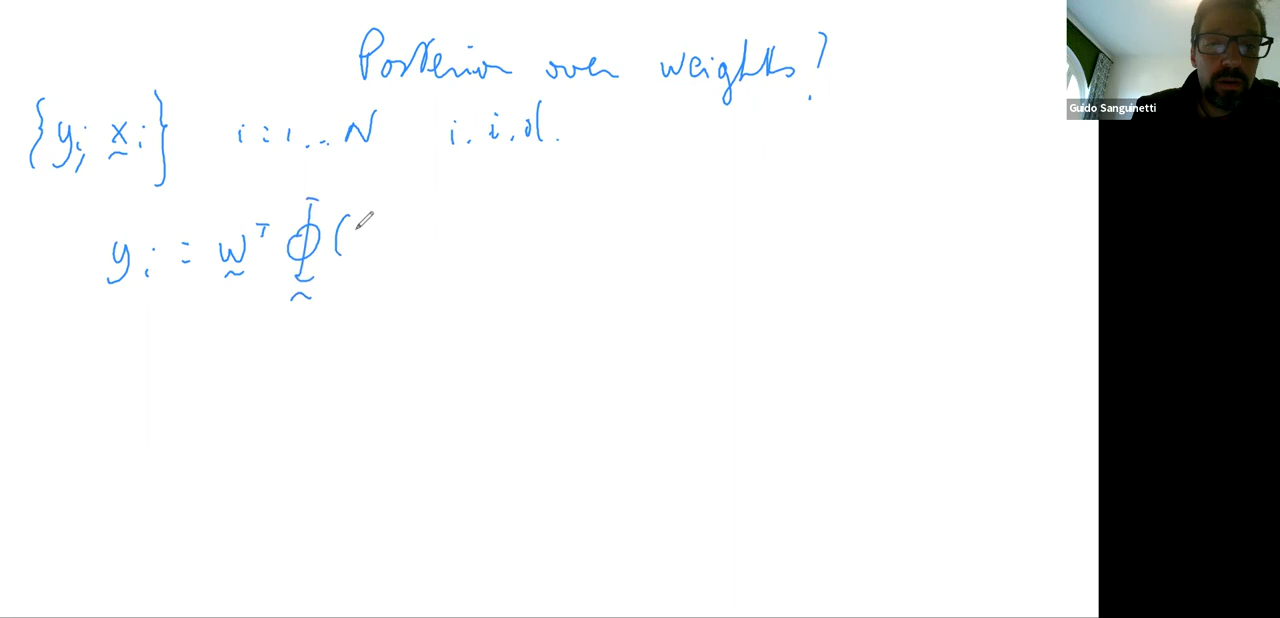 Posterior over weights?
Guido Sanguinetti
{y_i, x_i} i = 1 ... N i.i.d.
y_i = w^T Φ (